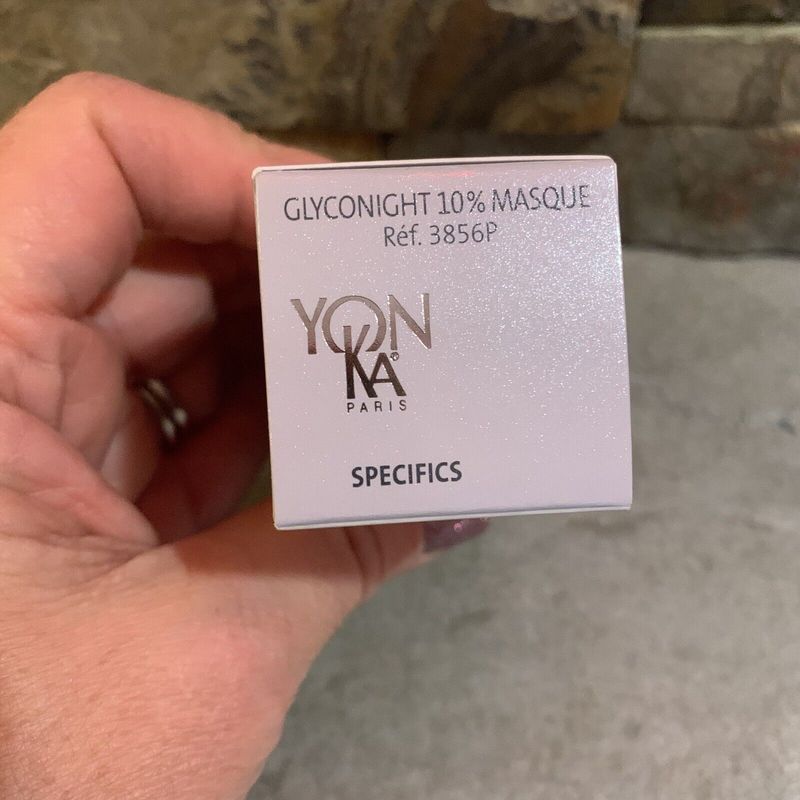 GLYCONIGHT 10% MASQUE
Réf. 3856P
YON
KA®
PARIS
SPECIFICS